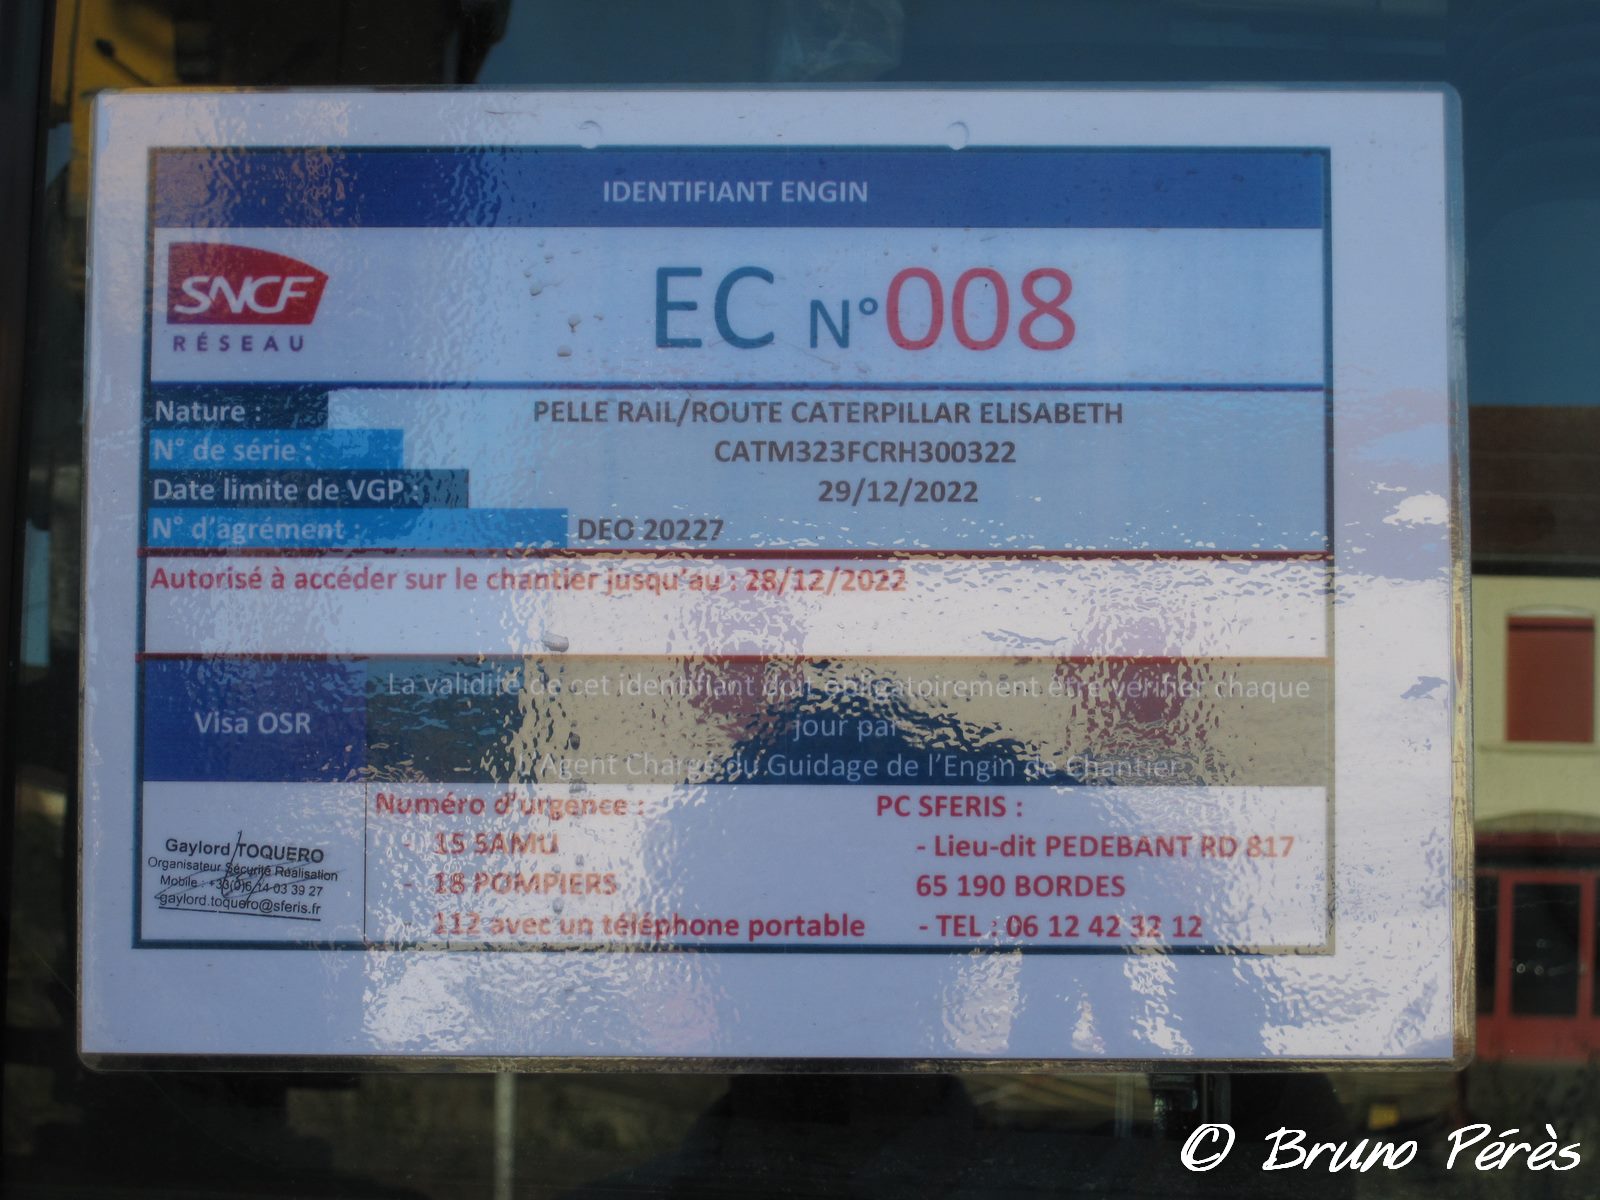 IDENTIFIANT ENGIN
SNCF
RÉSEAU
EC N°008
Nature : PELLE RAIL/ROUTE CATERPILLAR ELISABETH
N° de série : CATM323FCRH300322
Date limite de VGP : 29/12/2022
N° d'agrément : DEO 20227
Autorisé à accéder sur le chantier jusqu'au : 28/12/2022
Visa OSR
La validité de cet identifiant doit obligatoirement être vérifier chaque
jour par
L'Agent Chargé du Guidage de l'Engin de Chantier
Gaylord TOQUERO
Organisateur Sécurité Réalisation
Mobile : +33(0)6 14 03 39 27
gaylord.toquero@sferis.fr
Numéro d'urgence :
- 15 SAMU
- 18 POMPIERS
- 112 avec un téléphone portable
PC SFERIS :
- Lieu-dit PEDEBANT RD 817
65 190 BORDES
- TEL : 06 12 42 32 12
© Bruno Pérès